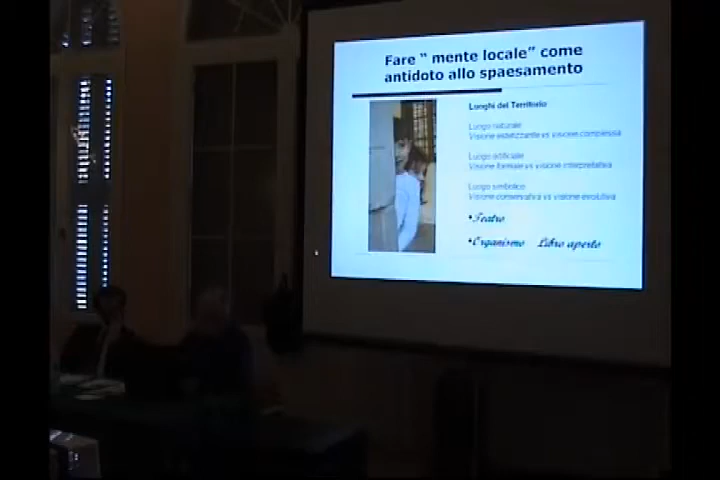 Fare “ mente locale” come
antidoto allo spaesamento
Luoghi del Territorio
Luogo naturale
Visione estetizzante vs visione complessa
Luogo artificiale
Visione formale vs visione interpretativa
Luogo simbolico
Visione conservativa vs visione evolutiva
•Teatro
•Organismo Libro aperto